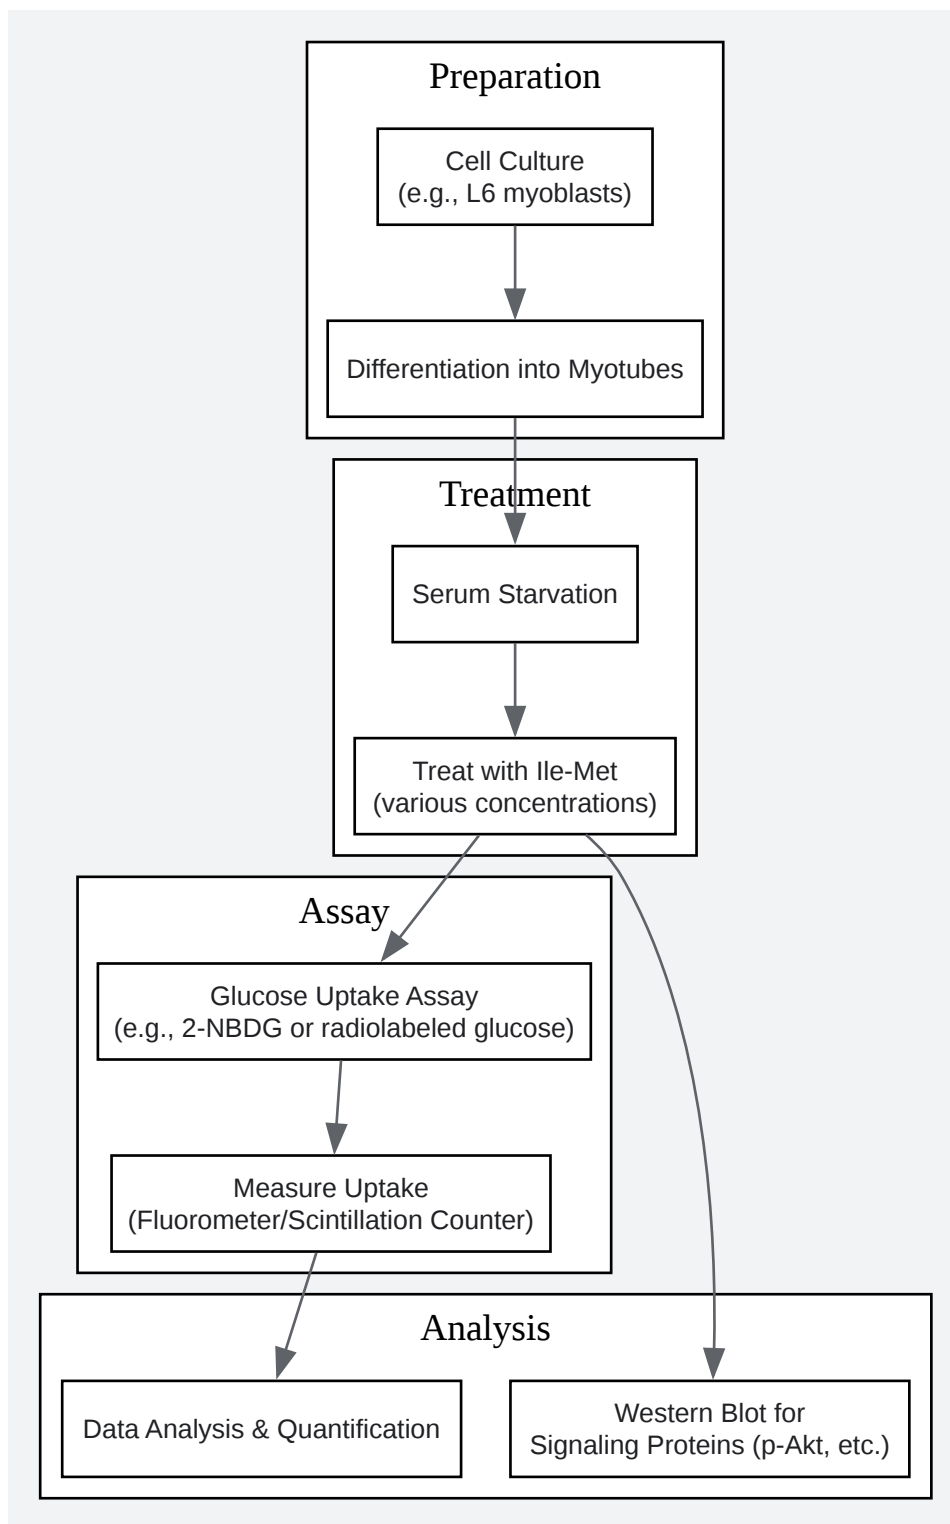 Preparation
Cell Culture
(e.g., L6 myoblasts)
Differentiation into Myotubes
Treatment
Serum Starvation
Treat with Ile-Met
(various concentrations)
Assay
Glucose Uptake Assay
(e.g., 2-NBDG or radiolabeled glucose)
Measure Uptake
(Fluorometer/Scintillation Counter)
Analysis
Data Analysis & Quantification
Western Blot for
Signaling Proteins (p-Akt, etc.)